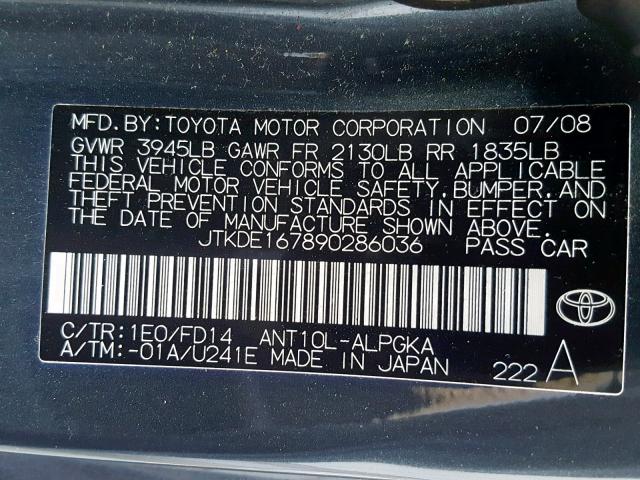 MFD. BY: TOYOTA MOTOR CORPORATION 07/08
GVWR 3945LB GAWR FR 2130LB RR 1835LB
THIS VEHICLE CONFORMS TO ALL APPLICABLE
FEDERAL MOTOR VEHICLE SAFETY, BUMPER, AND
THEFT PREVENTION STANDARDS IN EFFECT ON
THE DATE OF MANUFACTURE SHOWN ABOVE.
JTKDE167890286036 PASS CAR
C/TR: 1E0/FD14 ANT10L-ALPGKA
A/TM: -01A/U241E MADE IN JAPAN
222 A